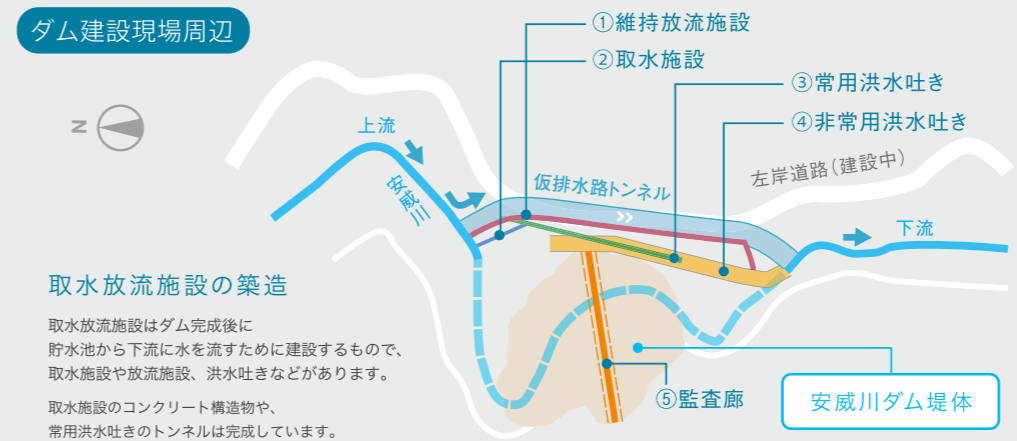 ダム建設現場周辺
①維持放流施設
②取水施設
③常用洪水吐き
④非常用洪水吐き
N
上流
安威川
仮排水路トンネル
左岸道路(建設中)
下流
取水放流施設の築造
取水放流施設はダム完成後に
貯水池から下流に水を流すために建設するもので、
取水施設や放流施設、洪水吐きなどがあります。
取水施設のコンクリート構造物や、
常用洪水吐きのトンネルは完成しています。
⑤監査廊
安威川ダム堤体